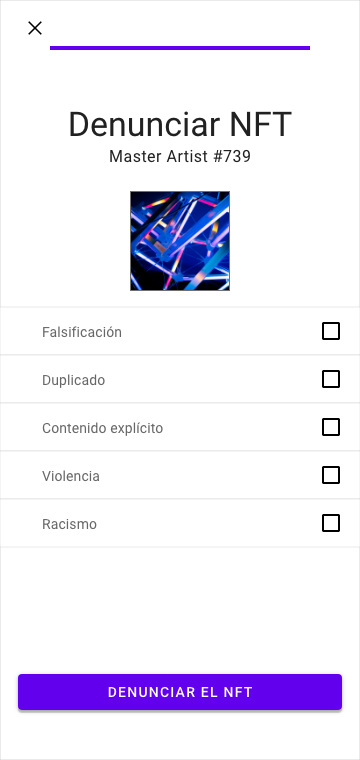 Denunciar NFT
Master Artist #739
Falsificación
Duplicado
Contenido explícito
Violencia
Racismo
DENUNCIAR EL NFT